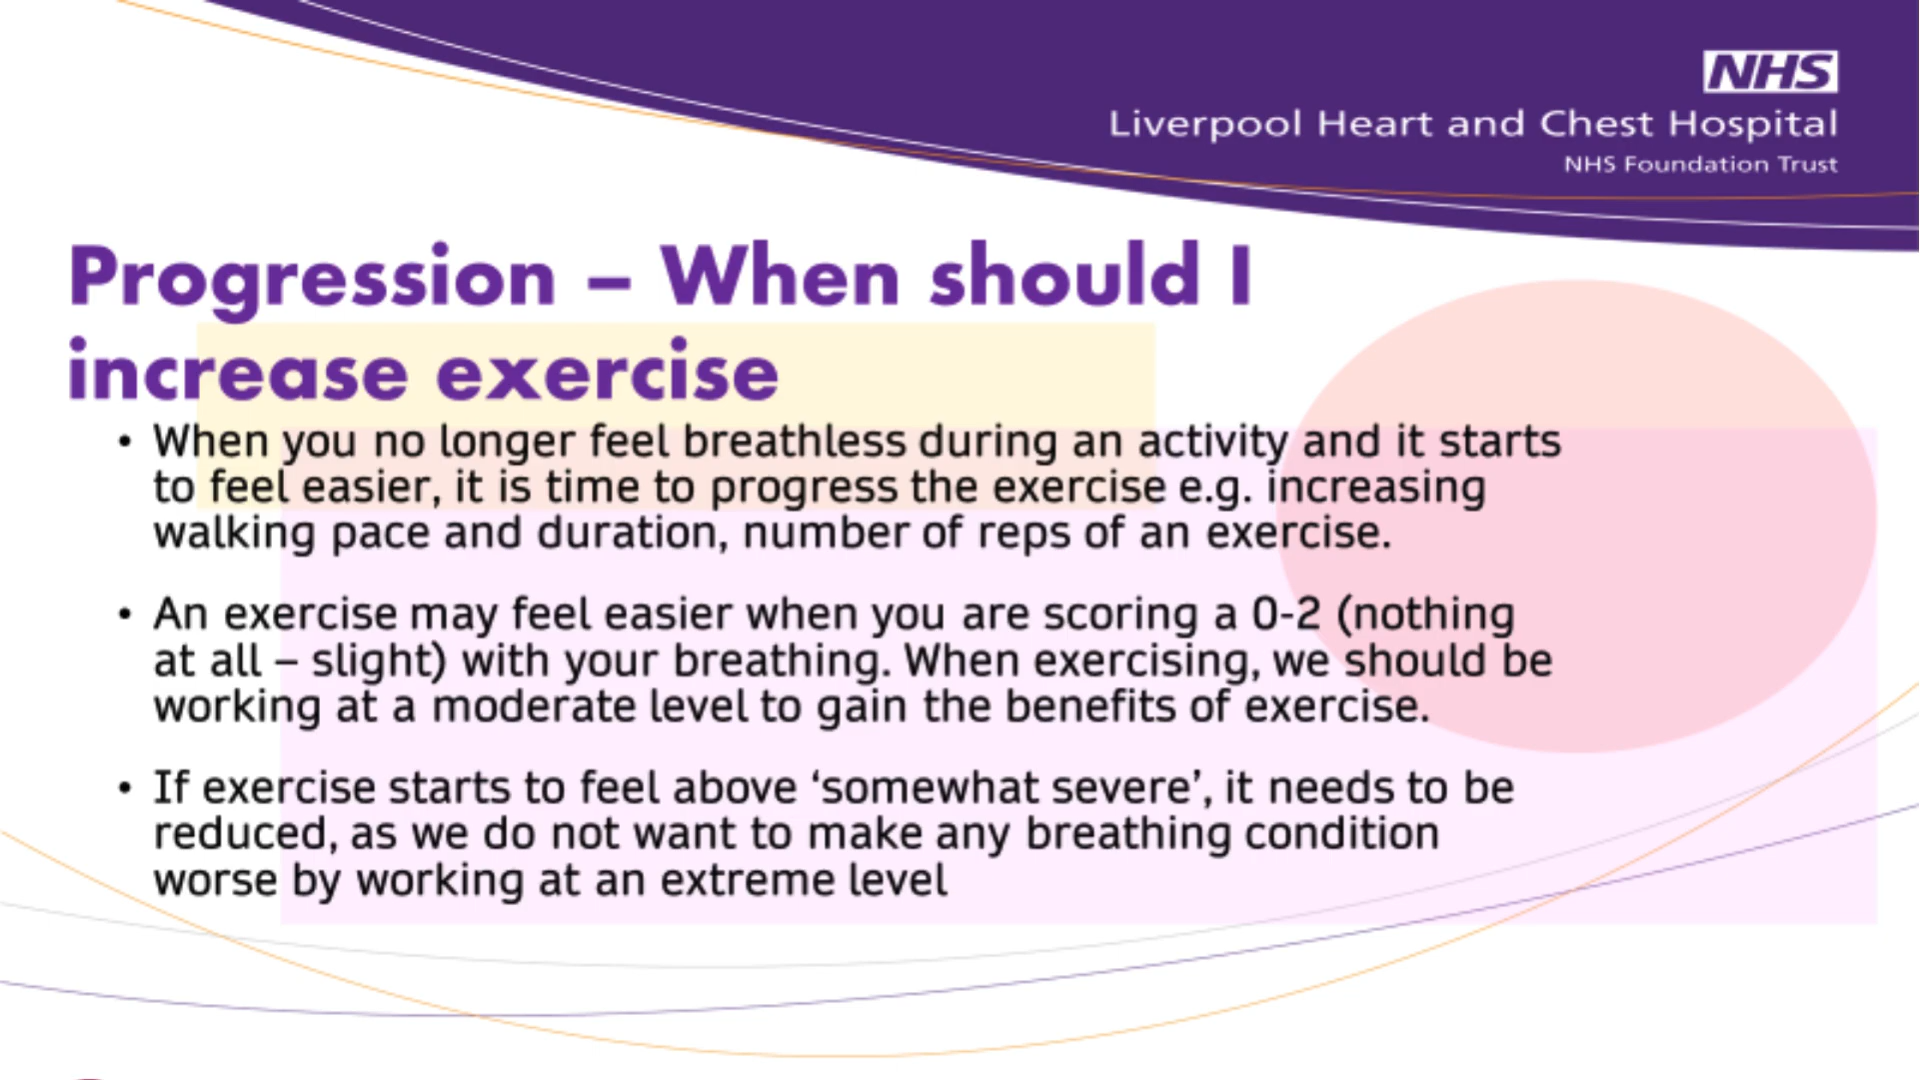 NHS
Liverpool Heart and Chest Hospital
NHS Foundation Trust
Progression – When should I
increase exercise
• When you no longer feel breathless during an activity and it starts
to feel easier, it is time to progress the exercise e.g. increasing
walking pace and duration, number of reps of an exercise.
• An exercise may feel easier when you are scoring a 0-2 (nothing
at all – slight) with your breathing. When exercising, we should be
working at a moderate level to gain the benefits of exercise.
• If exercise starts to feel above ‘somewhat severe’, it needs to be
reduced, as we do not want to make any breathing condition
worse by working at an extreme level